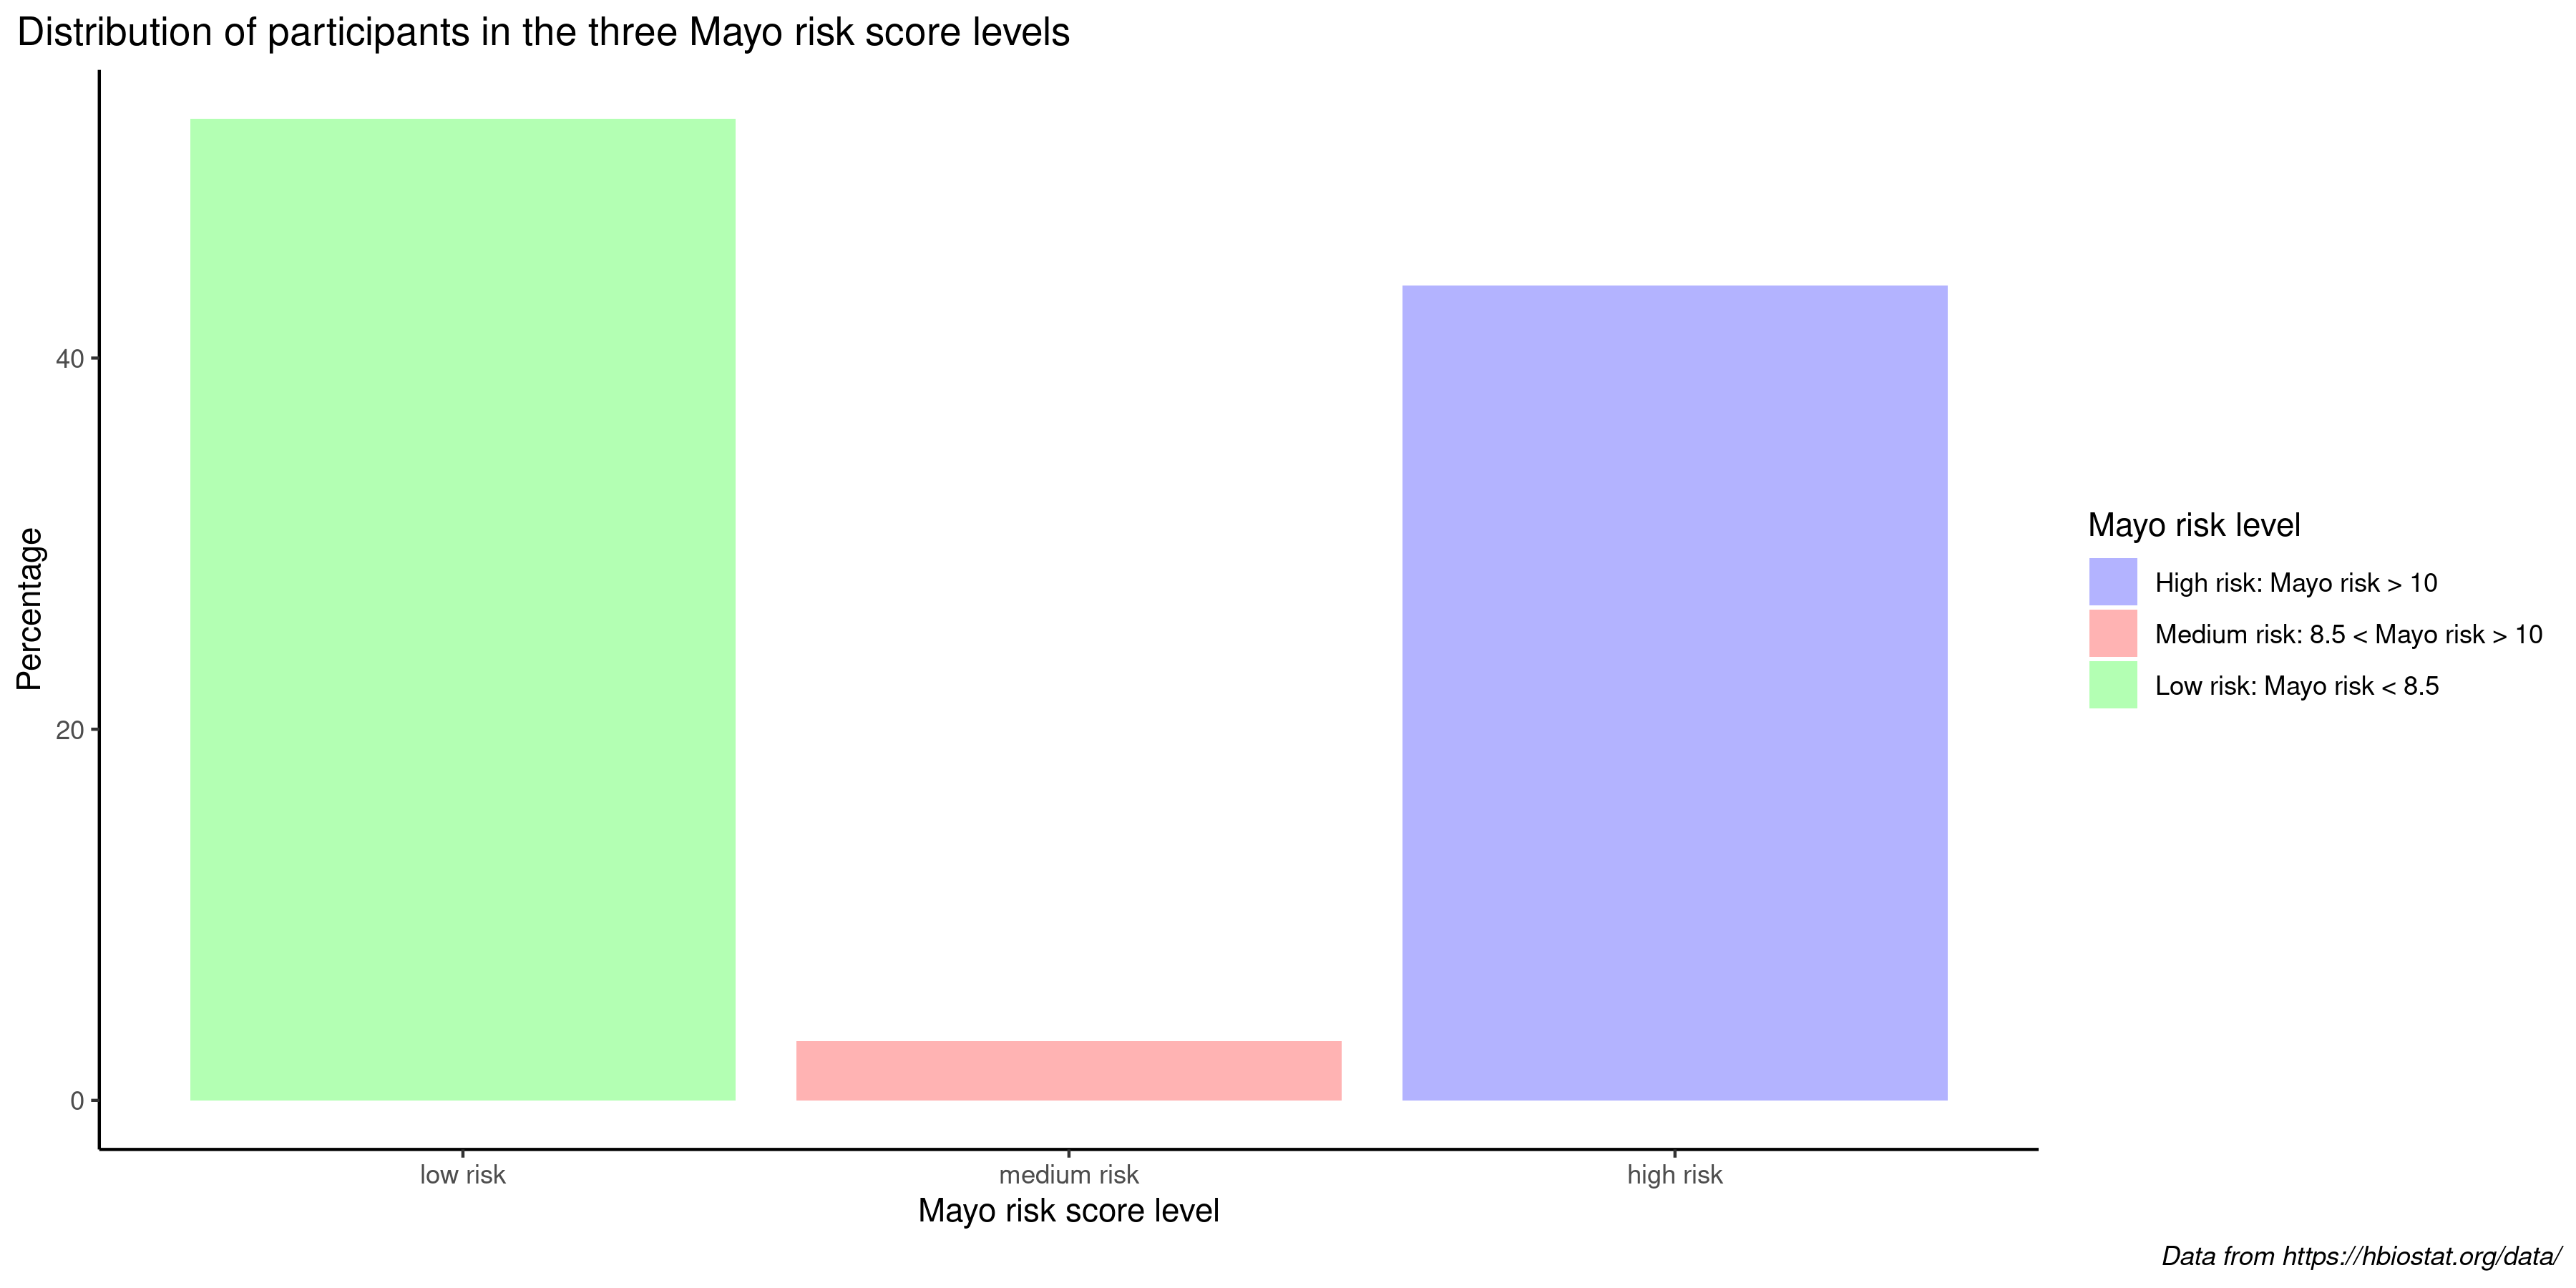 Distribution of participants in the three Mayo risk score levels
Percentage
40
20
0
low risk
medium risk
high risk
Mayo risk score level
Mayo risk level
High risk: Mayo risk > 10
Medium risk: 8.5 < Mayo risk > 10
Low risk: Mayo risk < 8.5
Data from https://hbiostat.org/data/